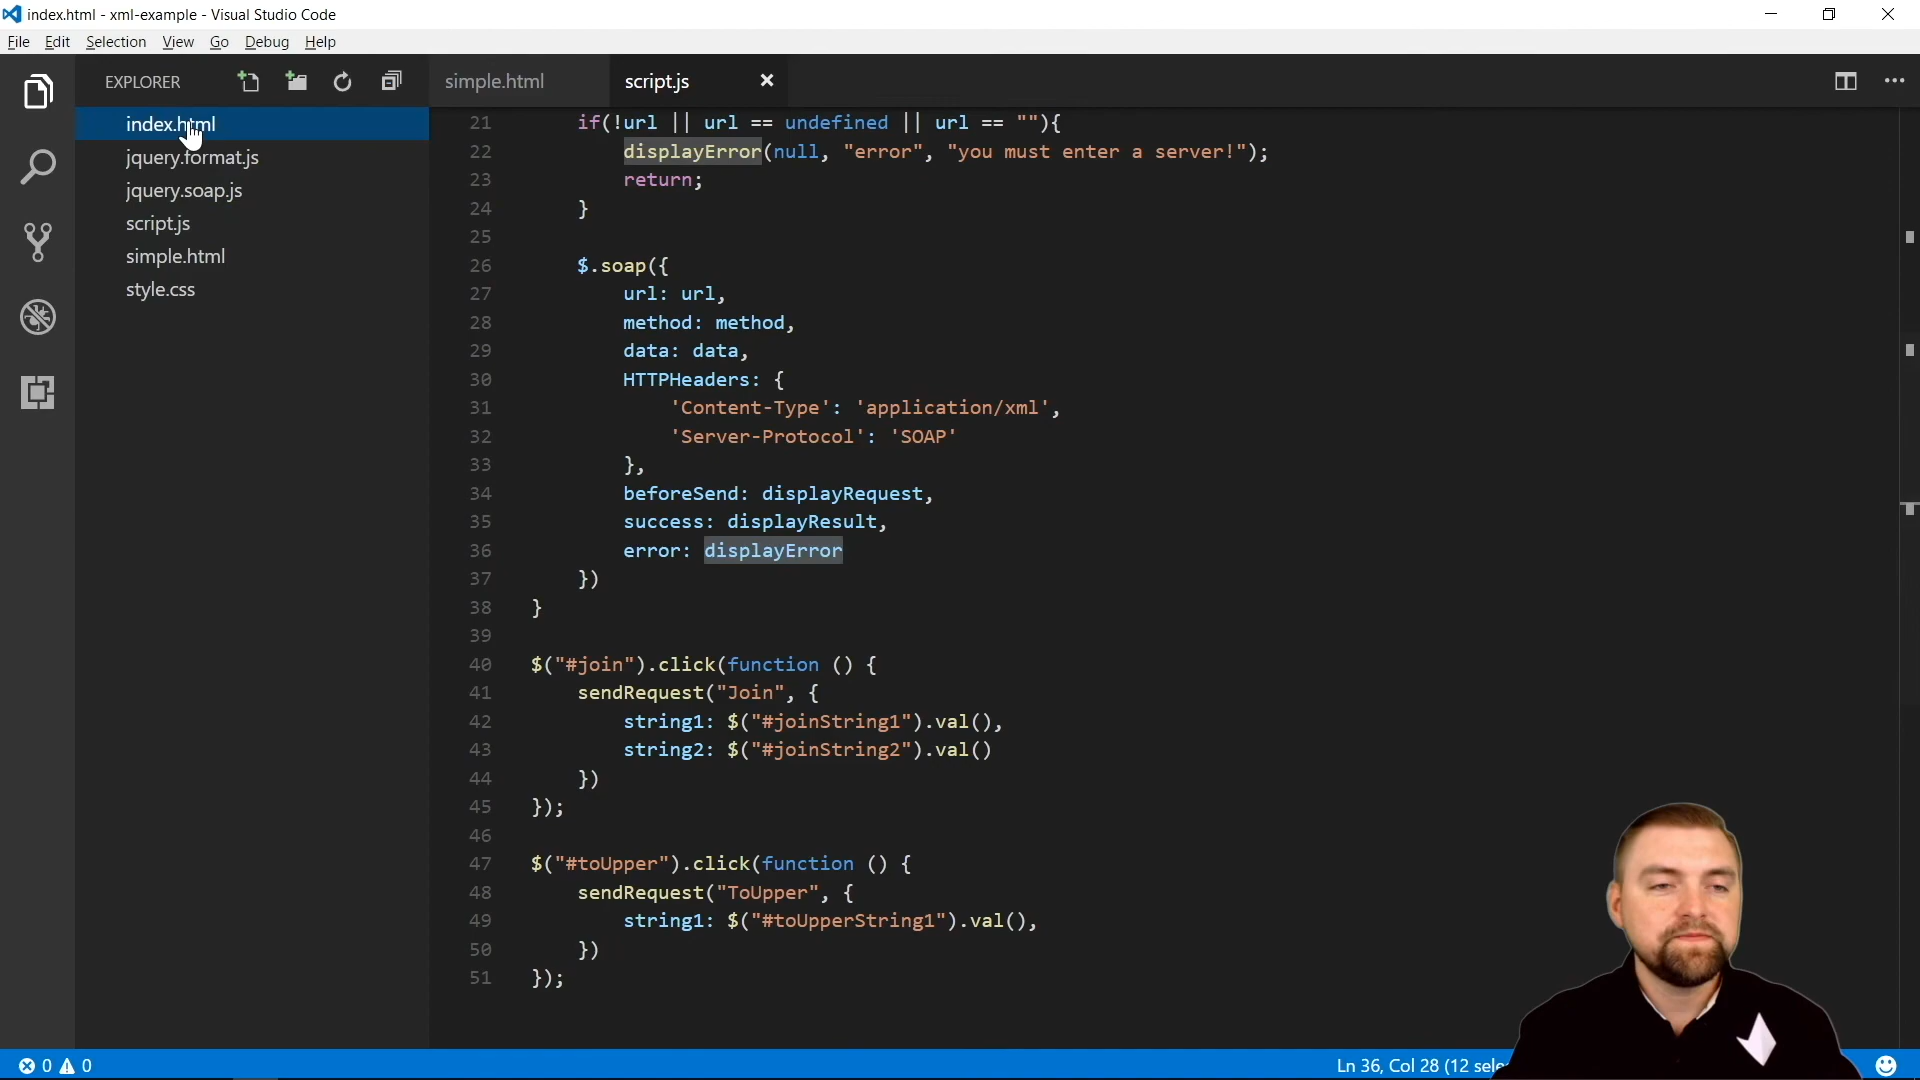 index.html - xml-example - Visual Studio Code
File Edit Selection View Go Debug Help
EXPLORER
simple.html
script.js
index.html
jquery.format.js
jquery.soap.js
script.js
simple.html
style.css
21 if(!url || url == undefined || url == ""){
22 displayError(null, "error", "you must enter a server!");
23 return;
24 }
25
26 $.soap({
27 url: url,
28 method: method,
29 data: data,
30 HTTPHeaders: {
31 'Content-Type': 'application/xml',
32 'Server-Protocol': 'SOAP'
33 },
34 beforeSend: displayRequest,
35 success: displayResult,
36 error: displayError
37 })
38 }
39
40 $("#join").click(function () {
41 sendRequest("Join", {
42 string1: $("#joinString1").val(),
43 string2: $("#joinString2").val()
44 })
45 });
46
47 $("#toUpper").click(function () {
48 sendRequest("ToUpper", {
49 string1: $("#toUpperString1").val(),
50 })
51 });
0 0
Ln 36, Col 28 (12